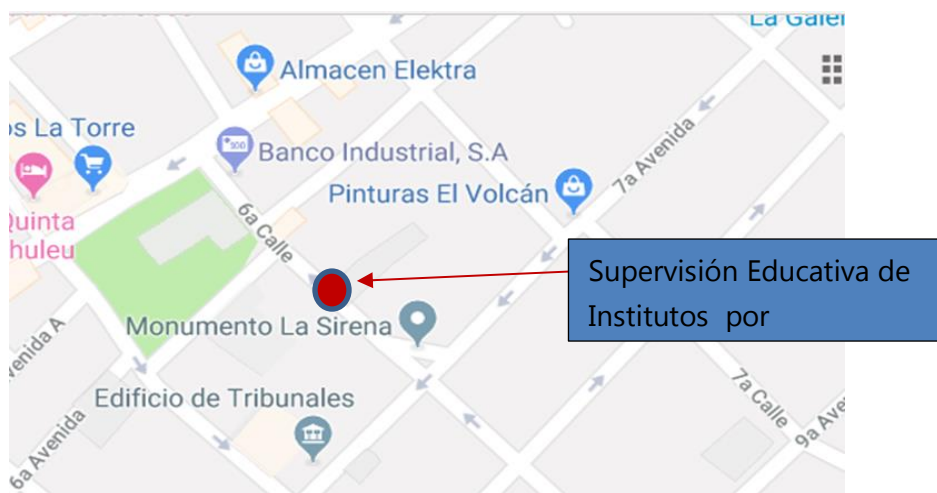 La Galer
Almacen Elektra
os La Torre
Banco Industrial, S.A
7a Avenida
Pinturas El Volcán
Quinta
huleu
6a Calle
Supervisión Educativa de
Institutos por
Monumento La Sirena
venida A
Edificio de Tribunales
7a Calle
9a Ave
6a Avenida